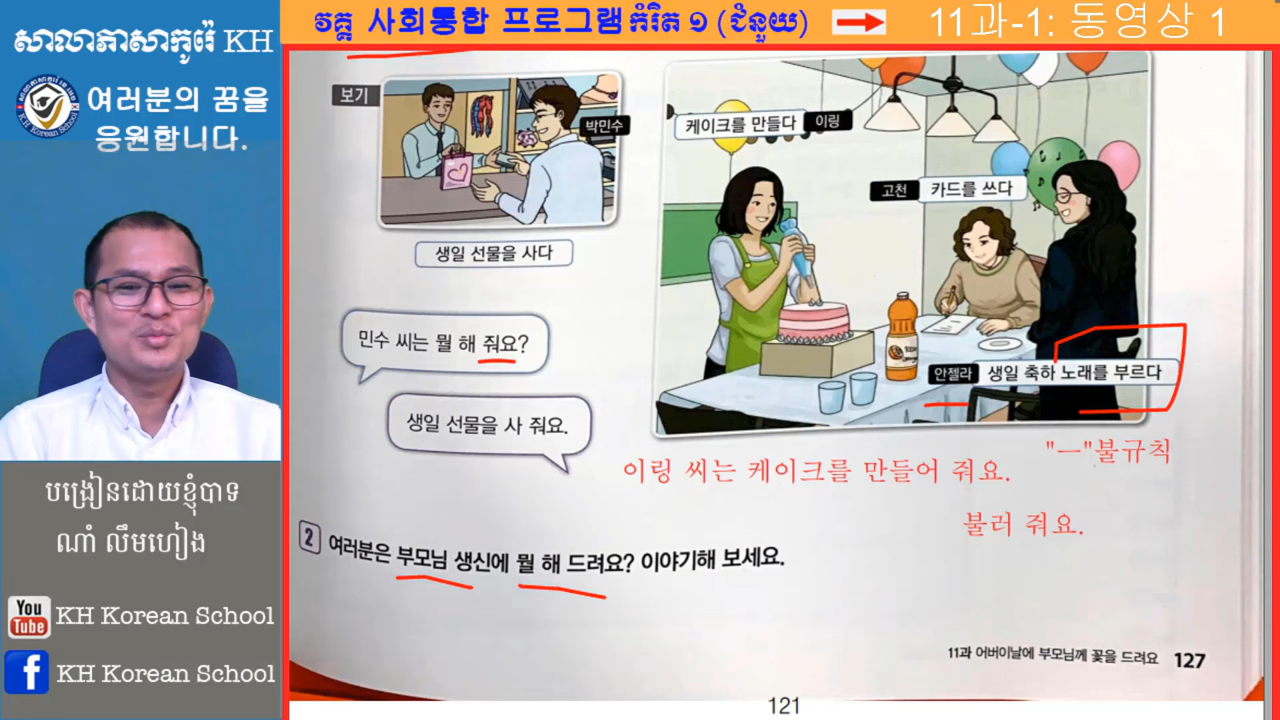 សាលាភាសាកូរ៉េ KH
여러분의 꿈을
응원합니다.
វគ្គ 사회통합 프로그램 កំរិត ១ (ជំនួយ)
11과-1: 동영상 1
보기
박민수
생일 선물을 사다
케이크를 만들다 이링
고천 카드를 쓰다
안젤라 생일 축하 노래를 부르다
민수 씨는 뭘 해 줘요?
생일 선물을 사 줘요.
"ㅡ"불규칙
이링 씨는 케이크를 만들어 줘요.
불러 줘요.
2 여러분은 부모님 생신에 뭘 해 드려요? 이야기해 보세요.
11과 어버이날에 부모님께 꽃을 드려요 127
121
បង្រៀនដោយខ្ញុំបាទ
ណាំ លឹមហៀង
You Tube KH Korean School
f KH Korean School